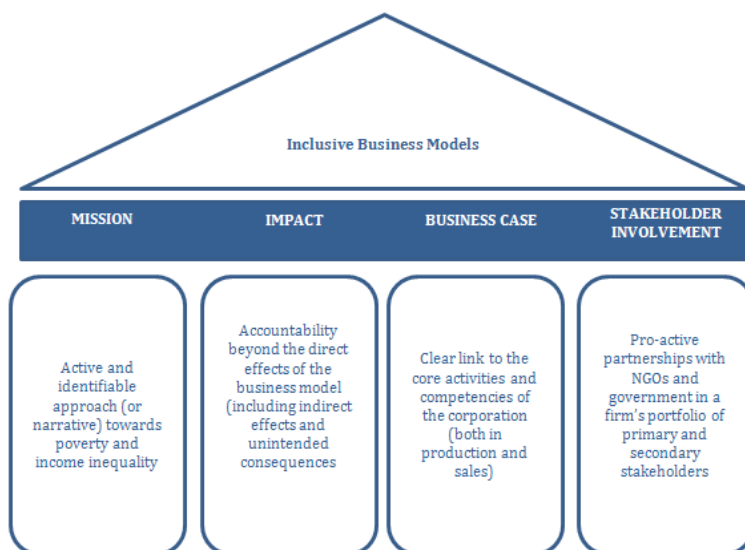 Inclusive Business Models
MISSION
IMPACT
BUSINESS CASE
STAKEHOLDER
INVOLVEMENT
Active and
identifiable
approach (or
narrative) towards
poverty and
income inequality
Accountability
beyond the direct
effects of the
business model
(including indirect
effects and
unintended
consequences
Clear link to the
core activities and
competencies of
the corporation
(both in
production and
sales)
Pro-active
partnerships with
NGOs and
government in a
firm's portfolio of
primary and
secondary
stakeholders